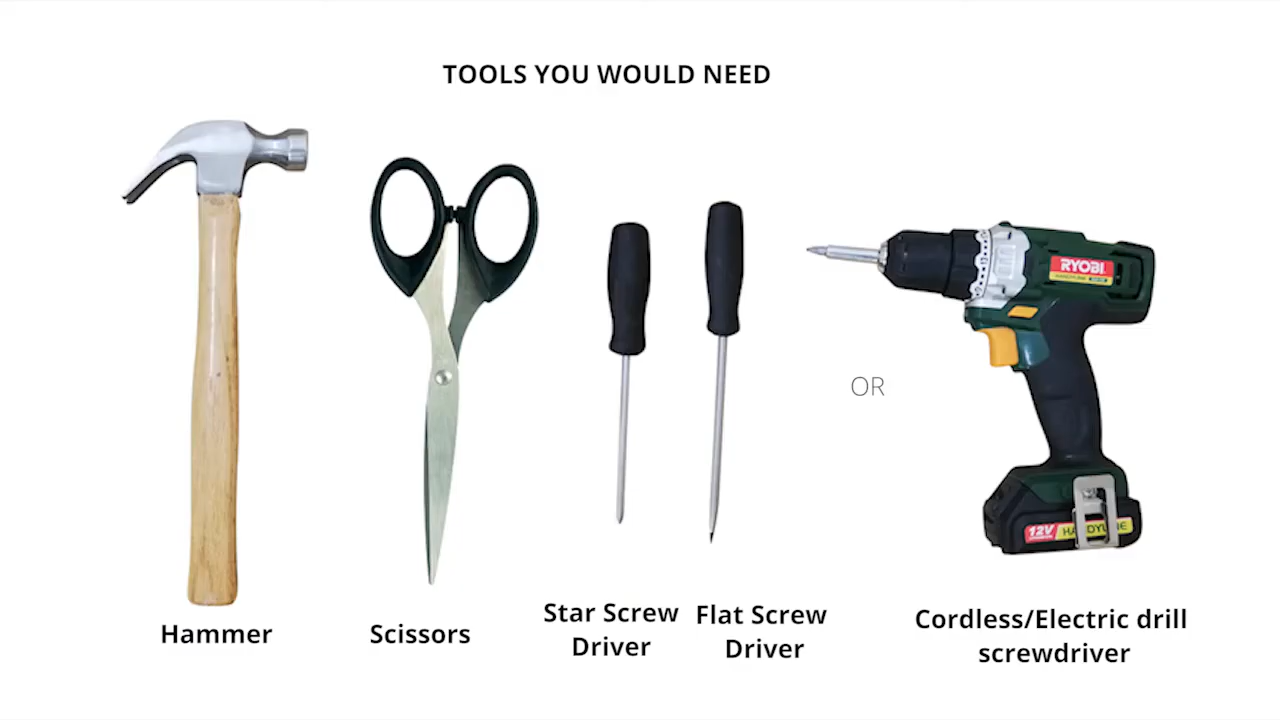 TOOLS YOU WOULD NEED
RYOBI
OR
12V
HANDYLINE
Hammer
Scissors
Star Screw
Driver
Flat Screw
Driver
Cordless/Electric drill
screwdriver